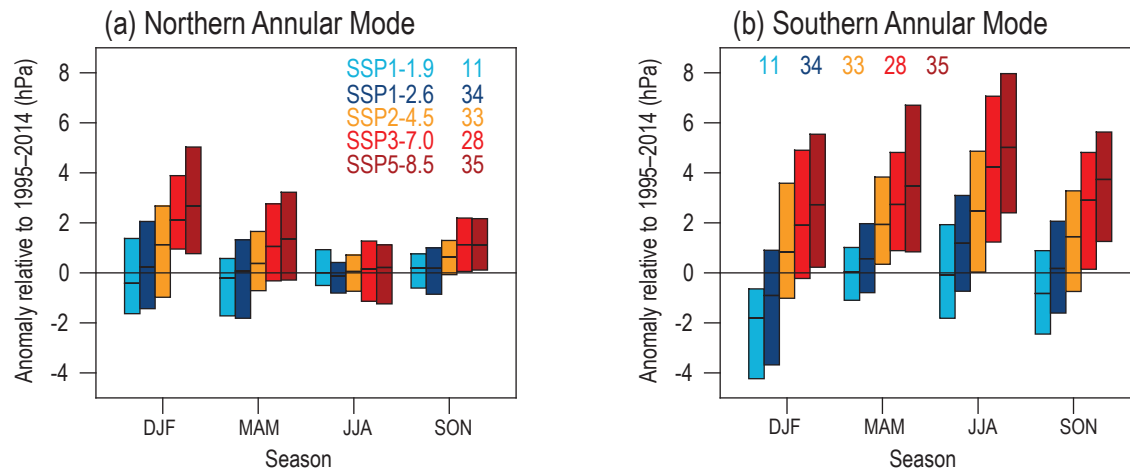 (a) Northern Annular Mode
Anomaly relative to 1995–2014 (hPa)
8
6
4
2
0
-2
-4
SSP1-1.9 11
SSP1-2.6 34
SSP2-4.5 33
SSP3-7.0 28
SSP5-8.5 35
DJF MAM JJA SON
Season
(b) Southern Annular Mode
Anomaly relative to 1995–2014 (hPa)
8
6
4
2
0
-2
-4
11 34 33 28 35
DJF MAM JJA SON
Season